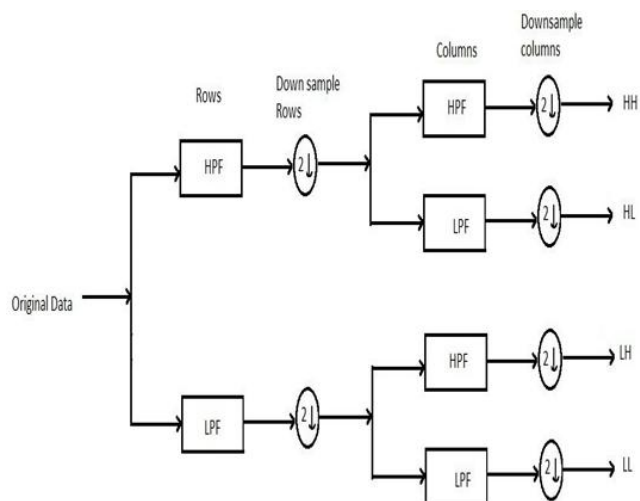 Downsample
columns
Columns
Down sample
Rows
Rows
HPF
2↓
HH
HPF
2↓
LPF
2↓
HL
Original Data
HPF
2↓
LH
LPF
2↓
LPF
2↓
LL